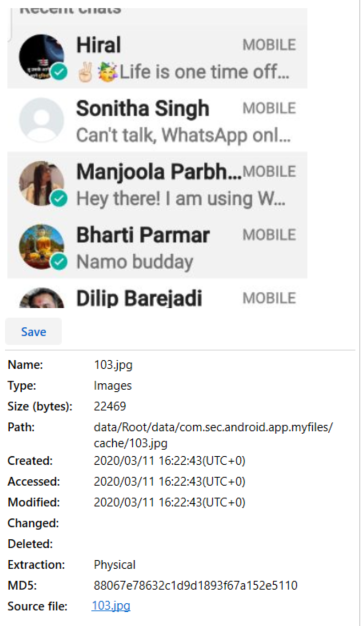 Recent chats
Hiral MOBILE
✌🏻🥰Life is one time off...
Sonitha Singh MOBILE
Can't talk, WhatsApp onl...
Manjoola Parbh...MOBILE
Hey there! I am using W...
Bharti Parmar MOBILE
Namo budday
Dilip Barejadi MOBILE
Save
Name: 103.jpg
Type: Images
Size (bytes): 22469
Path: data/Root/data/com.sec.android.app.myfiles/
cache/103.jpg
Created: 2020/03/11 16:22:43(UTC+0)
Accessed: 2020/03/11 16:22:43(UTC+0)
Modified: 2020/03/11 16:22:43(UTC+0)
Changed:
Deleted:
Extraction: Physical
MD5: 88067e78632c1d9d1893f67a152e5110
Source file: 103.jpg